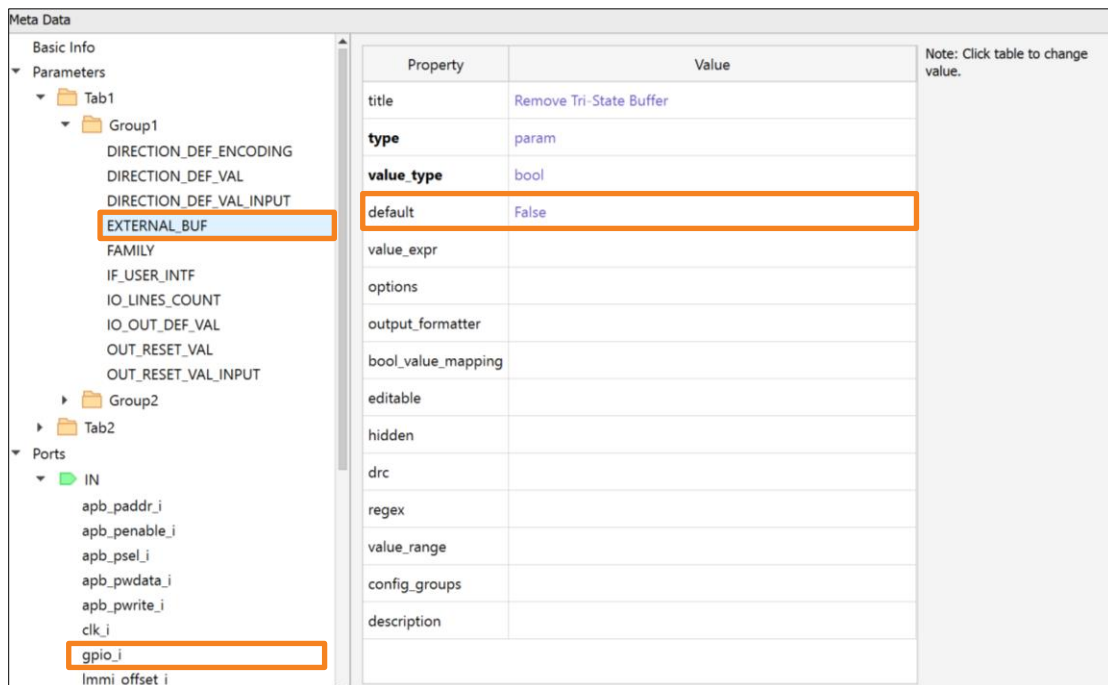 Meta Data
Basic Info
Parameters
Tab1
Group1
DIRECTION_DEF_ENCODING
DIRECTION_DEF_VAL
DIRECTION_DEF_VAL_INPUT
EXTERNAL_BUF
FAMILY
IF_USER_INTF
IO_LINES_COUNT
IO_OUT_DEF_VAL
OUT_RESET_VAL
OUT_RESET_VAL_INPUT
Group2
Tab2
Ports
IN
apb_paddr_i
apb_penable_i
apb_psel_i
apb_pwdata_i
apb_pwrite_i
clk_i
gpio_i
lmmi_offset_i
Property Value
title Remove Tri-State Buffer
type param
value_type bool
default False
value_expr
options
output_formatter
bool_value_mapping
editable
hidden
drc
regex
value_range
config_groups
description
Note: Click table to change
value.